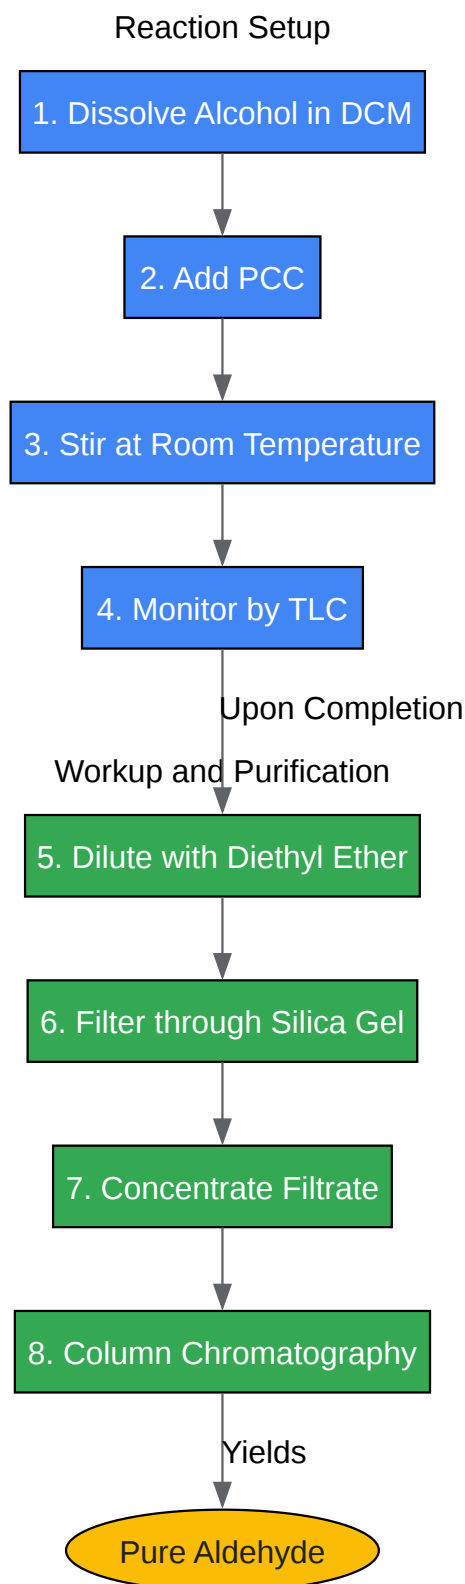 Reaction Setup
1. Dissolve Alcohol in DCM
2. Add PCC
3. Stir at Room Temperature
4. Monitor by TLC
Upon Completion
Workup and Purification
5. Dilute with Diethyl Ether
6. Filter through Silica Gel
7. Concentrate Filtrate
8. Column Chromatography
Yields
Pure Aldehyde